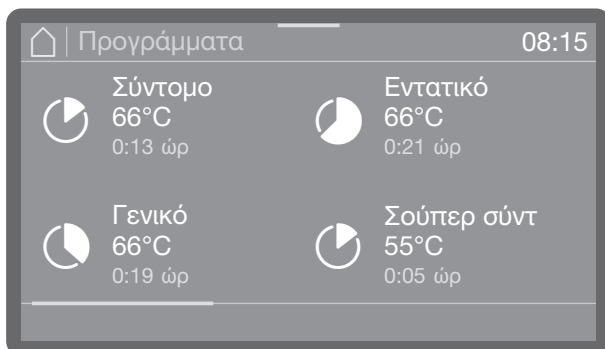 Προγράμματα 08:15
Σύντομο
66°C
0:13 ώρ
Εντατικό
66°C
0:21 ώρ
Γενικό
66°C
0:19 ώρ
Σούπερ σύντ
55°C
0:05 ώρ